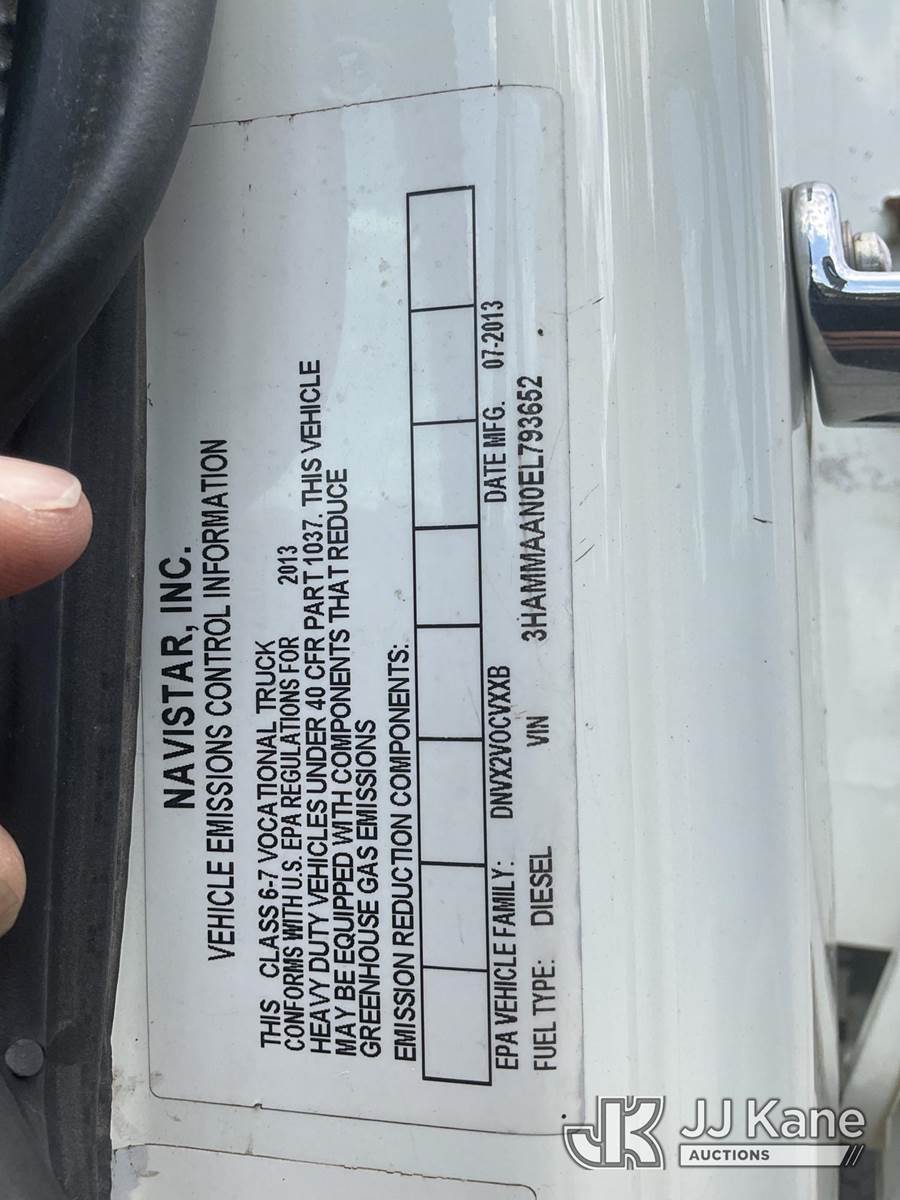 NAVISTAR, INC.
VEHICLE EMISSIONS CONTROL INFORMATION
THIS CLASS 6-7 VOCATIONAL TRUCK
CONFORMS WITH U.S. EPA REGULATIONS FOR 2013
HEAVY DUTY VEHICLES UNDER 40 CFR PART 1037. THIS VEHICLE
MAY BE EQUIPPED WITH COMPONENTS THAT REDUCE
GREENHOUSE GAS EMISSIONS
EMISSION REDUCTION COMPONENTS:
EPA VEHICLE FAMILY: DNVX2VOCVXXB DATE MFG. 07-2013
FUEL TYPE: DIESEL VIN 3HAMMAAN0EL793652
JK JJ Kane
AUCTIONS